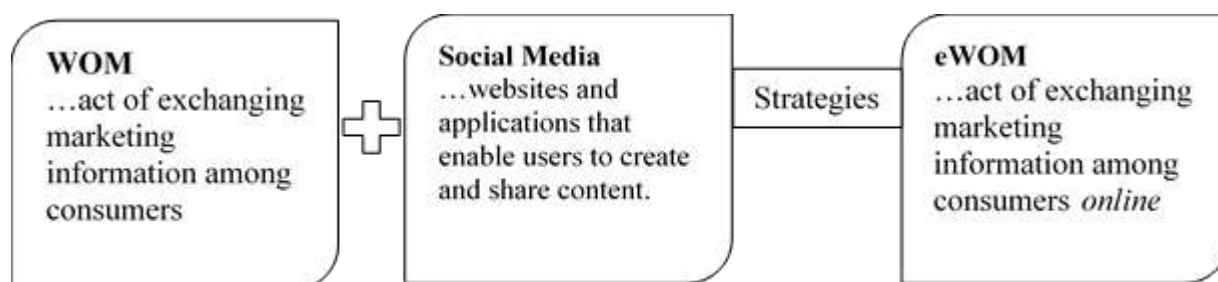 WOM
…act of exchanging
marketing
information among
consumers
Social Media
…websites and
applications that
enable users to create
and share content.
Strategies
eWOM
…act of exchanging
marketing
information among
consumers online